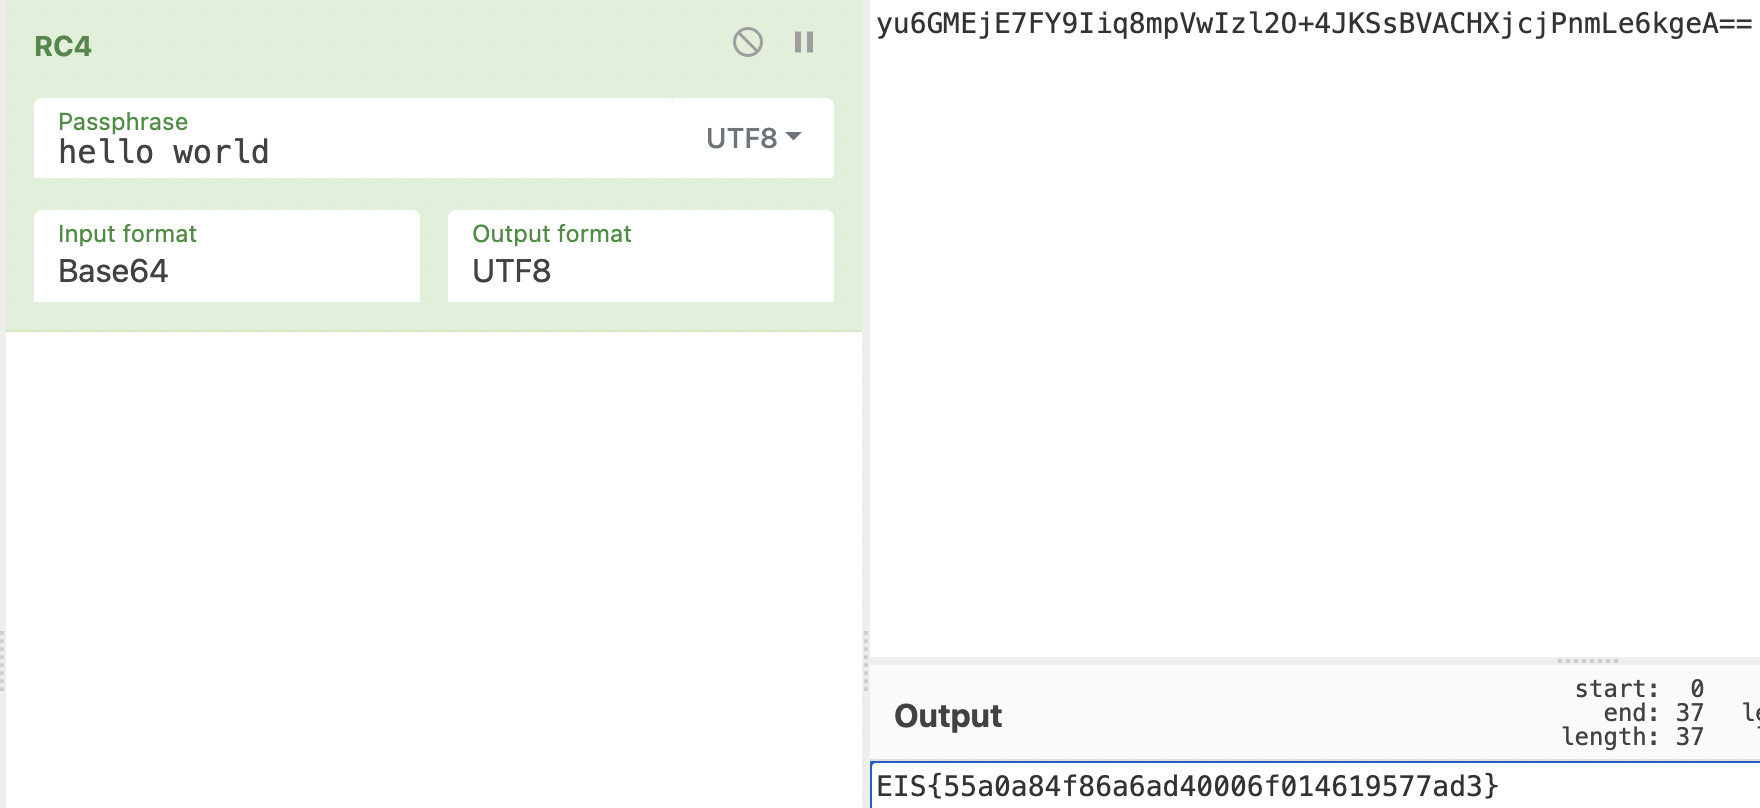 RC4
Passphrase
hello world
UTF8
Input format
Base64
Output format
UTF8
yu6GMEjE7FY9Iiq8mpVwIzl2O+4JKSsBVACHXjcjPnmLe6kgeA==
Output
start: 0
end: 37
length: 37
EIS{55a0a84f86a6ad40006f014619577ad3}